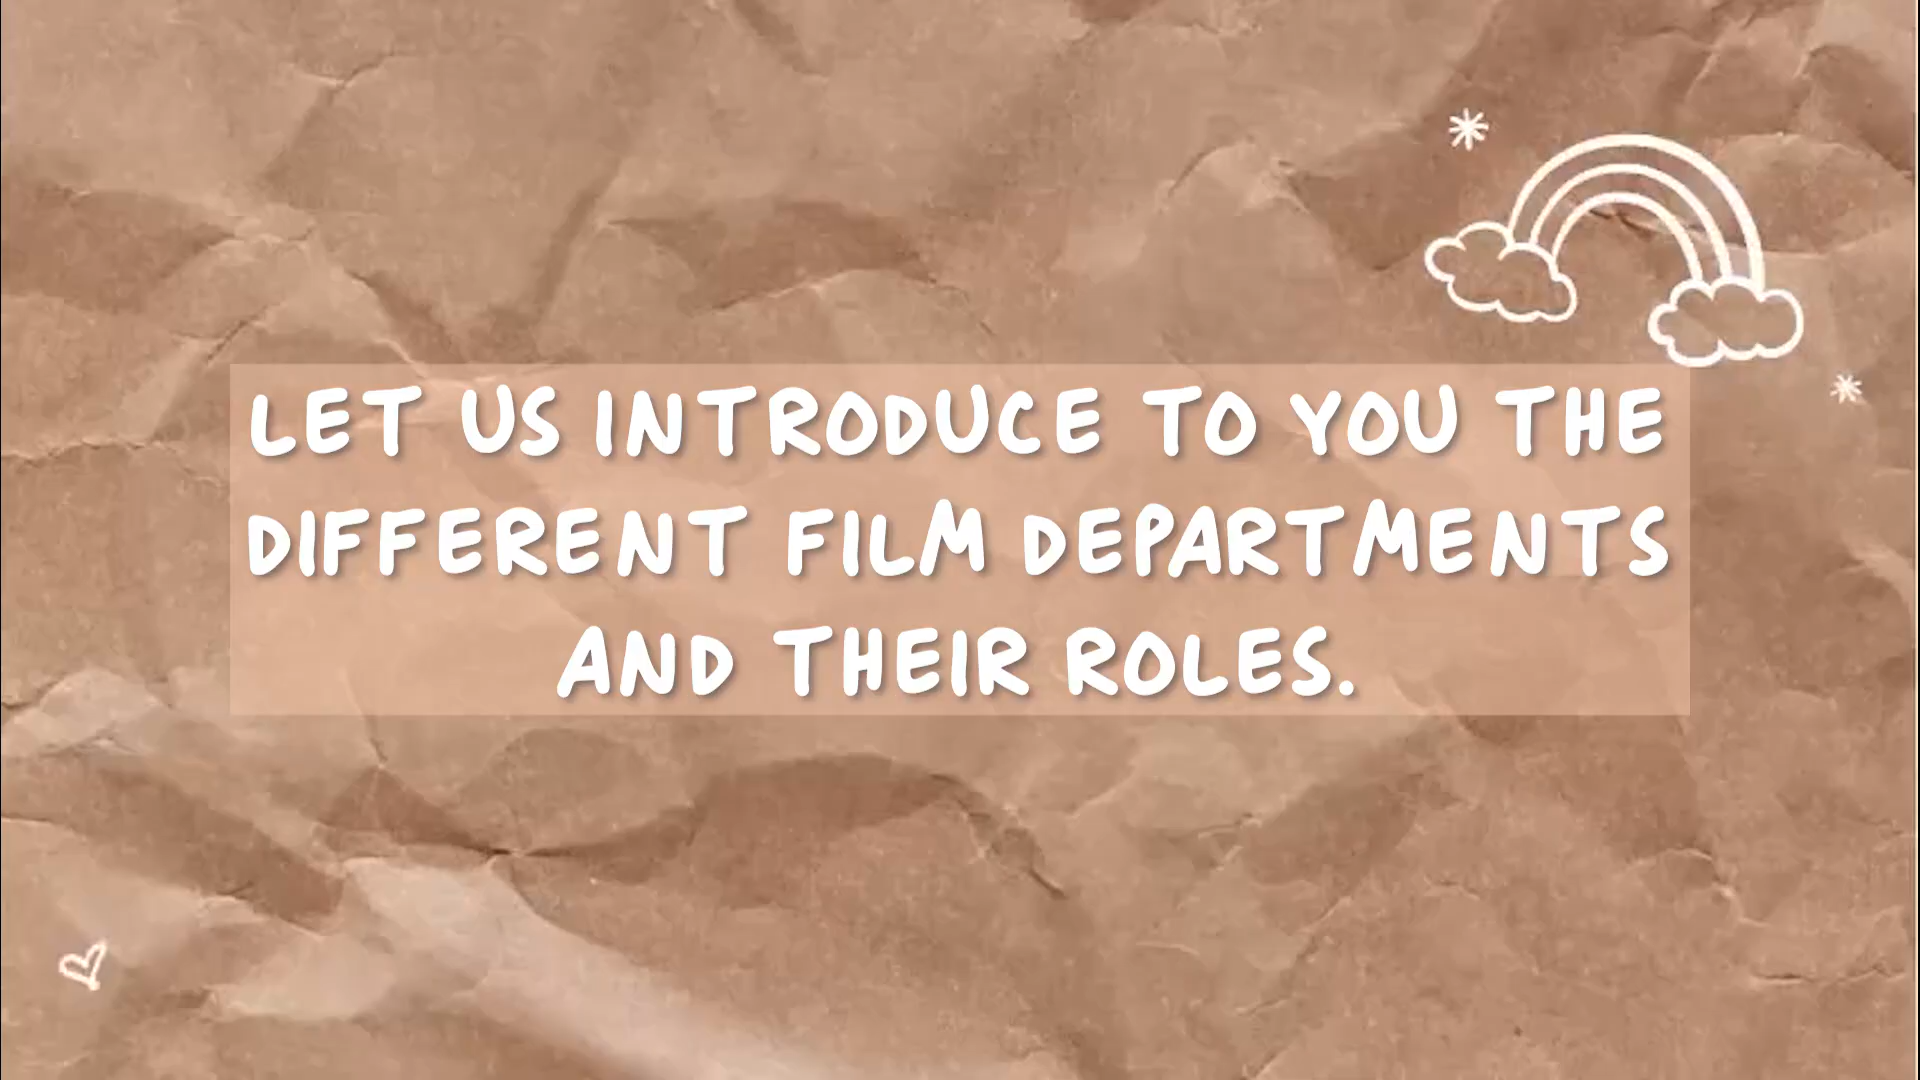 LET US INTRODUCE TO YOU THE
DIFFERENT FILM DEPARTMENTS
AND THEIR ROLES.